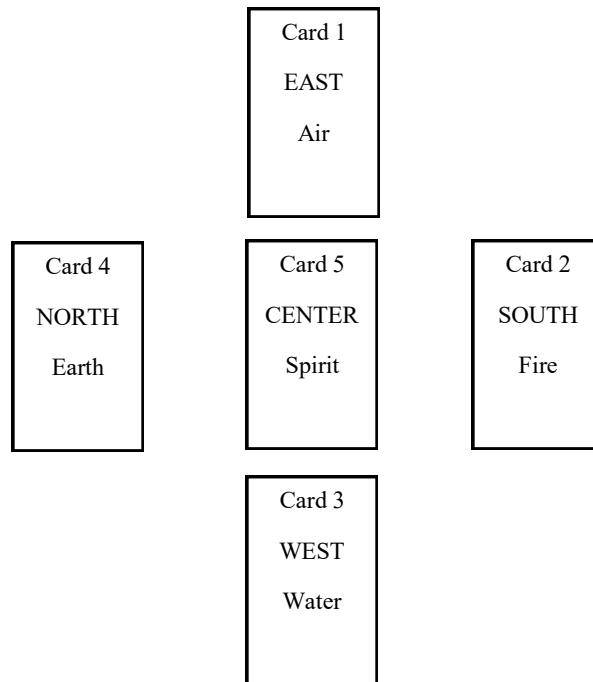 Card 1
EAST
Air
Card 4
NORTH
Earth
Card 5
CENTER
Spirit
Card 2
SOUTH
Fire
Card 3
WEST
Water